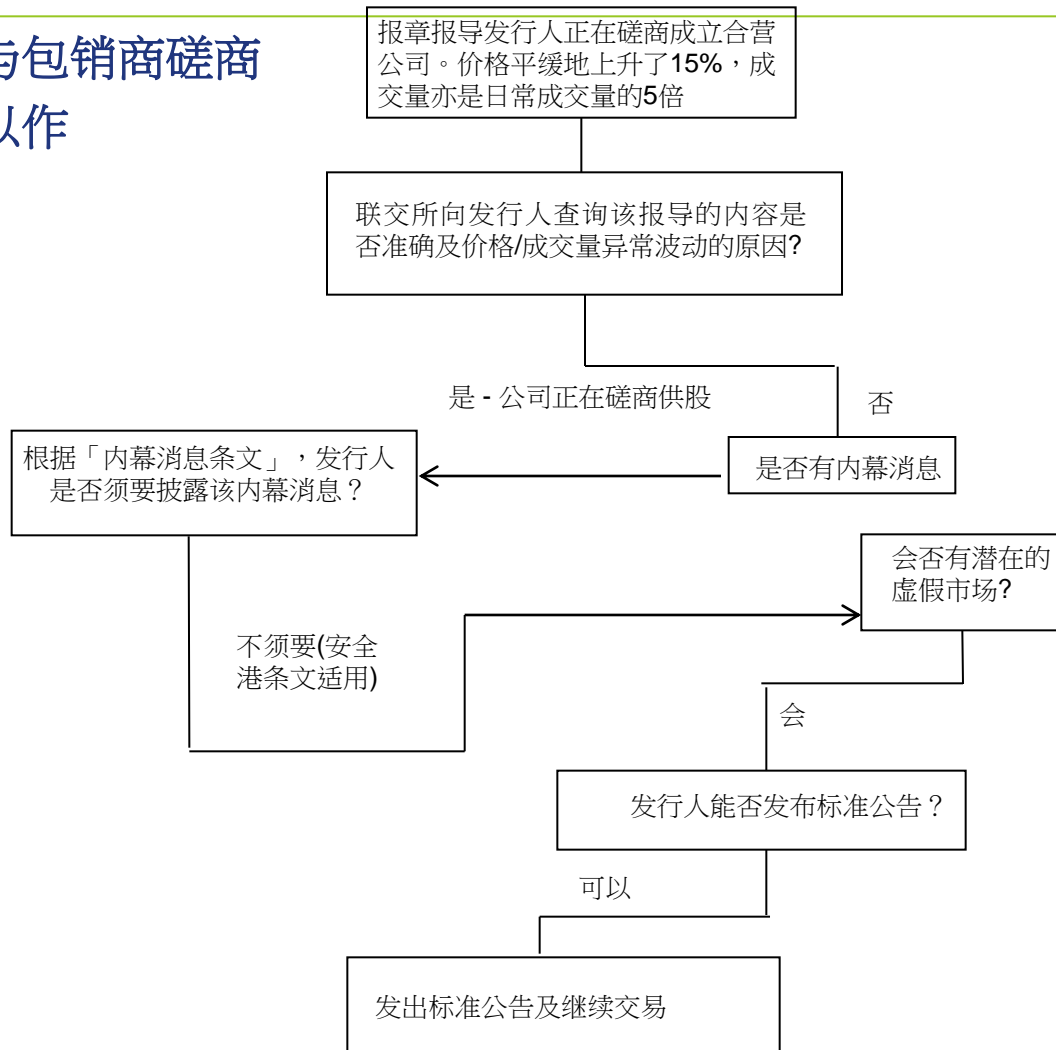 与包销商磋商
以作
报章报导发行人正在磋商成立合营
公司。价格平缓地上升了15%，成
交量亦是日常成交量的5倍
联交所向发行人查询该报导的内容是
否准确及价格/成交量异常波动的原因?
是 - 公司正在磋商供股
否
根据「内幕消息条文」，发行人
是否须要披露该内幕消息？
是否有内幕消息
会否有潜在的
虚假市场?
不须要(安全
港条文适用)
会
发行人能否发布标准公告？
可以
发出标准公告及继续交易